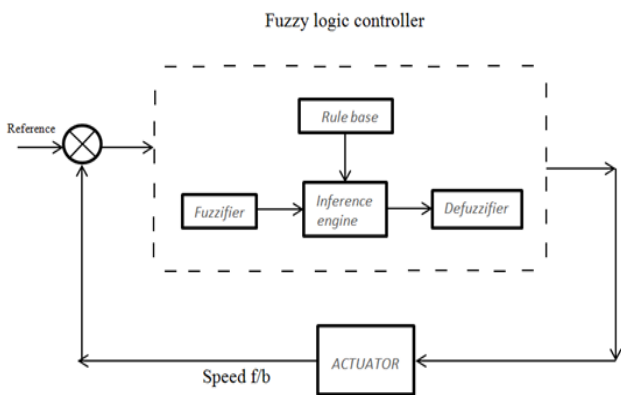 Fuzzy logic controller
Rule base
Reference
Fuzzifier
Inference
engine
Defuzzifier
ACTUATOR
Speed f/b